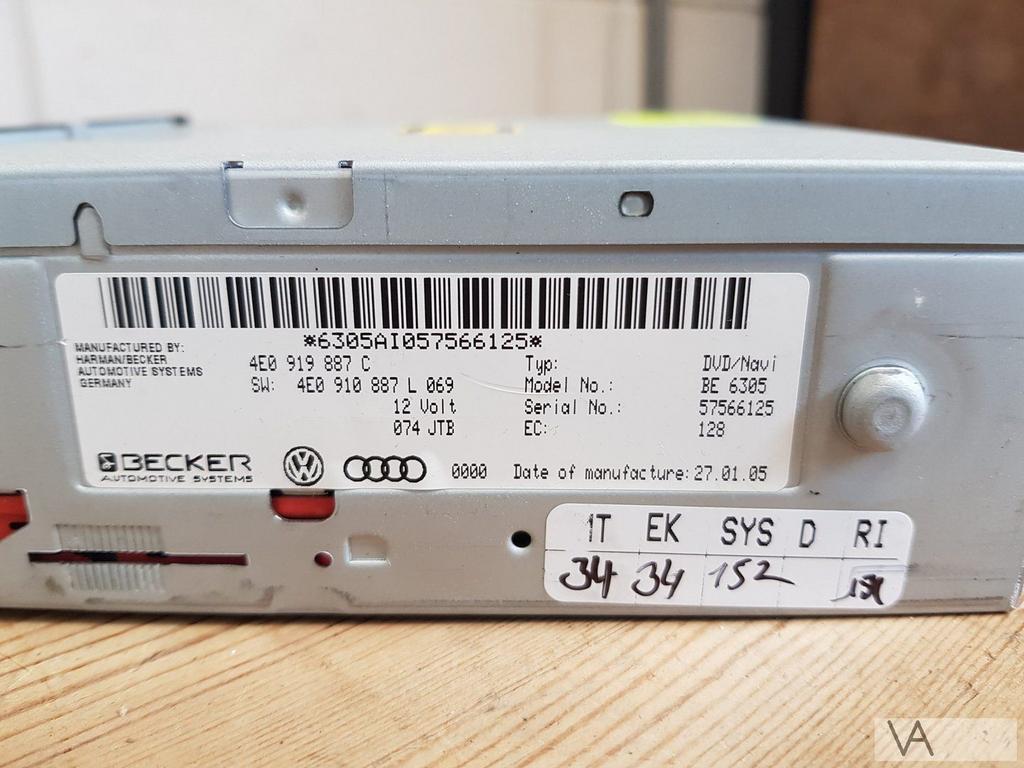 *6305AI057566125*
MANUFACTURED BY:
HARMAN/BECKER
AUTOMOTIVE SYSTEMS
GERMANY
4E0 919 887 C
SW: 4E0 910 887 L 069
12 Volt
074 JTB
Typ: DVD/Navi
Model No.: BE 6305
Serial No.: 57566125
EC: 128
BECKER
AUTOMOTIVE SYSTEMS
VW
0000 Date of manufacture: 27.01.05
1T EK SYS D RI
34 34 152
VA